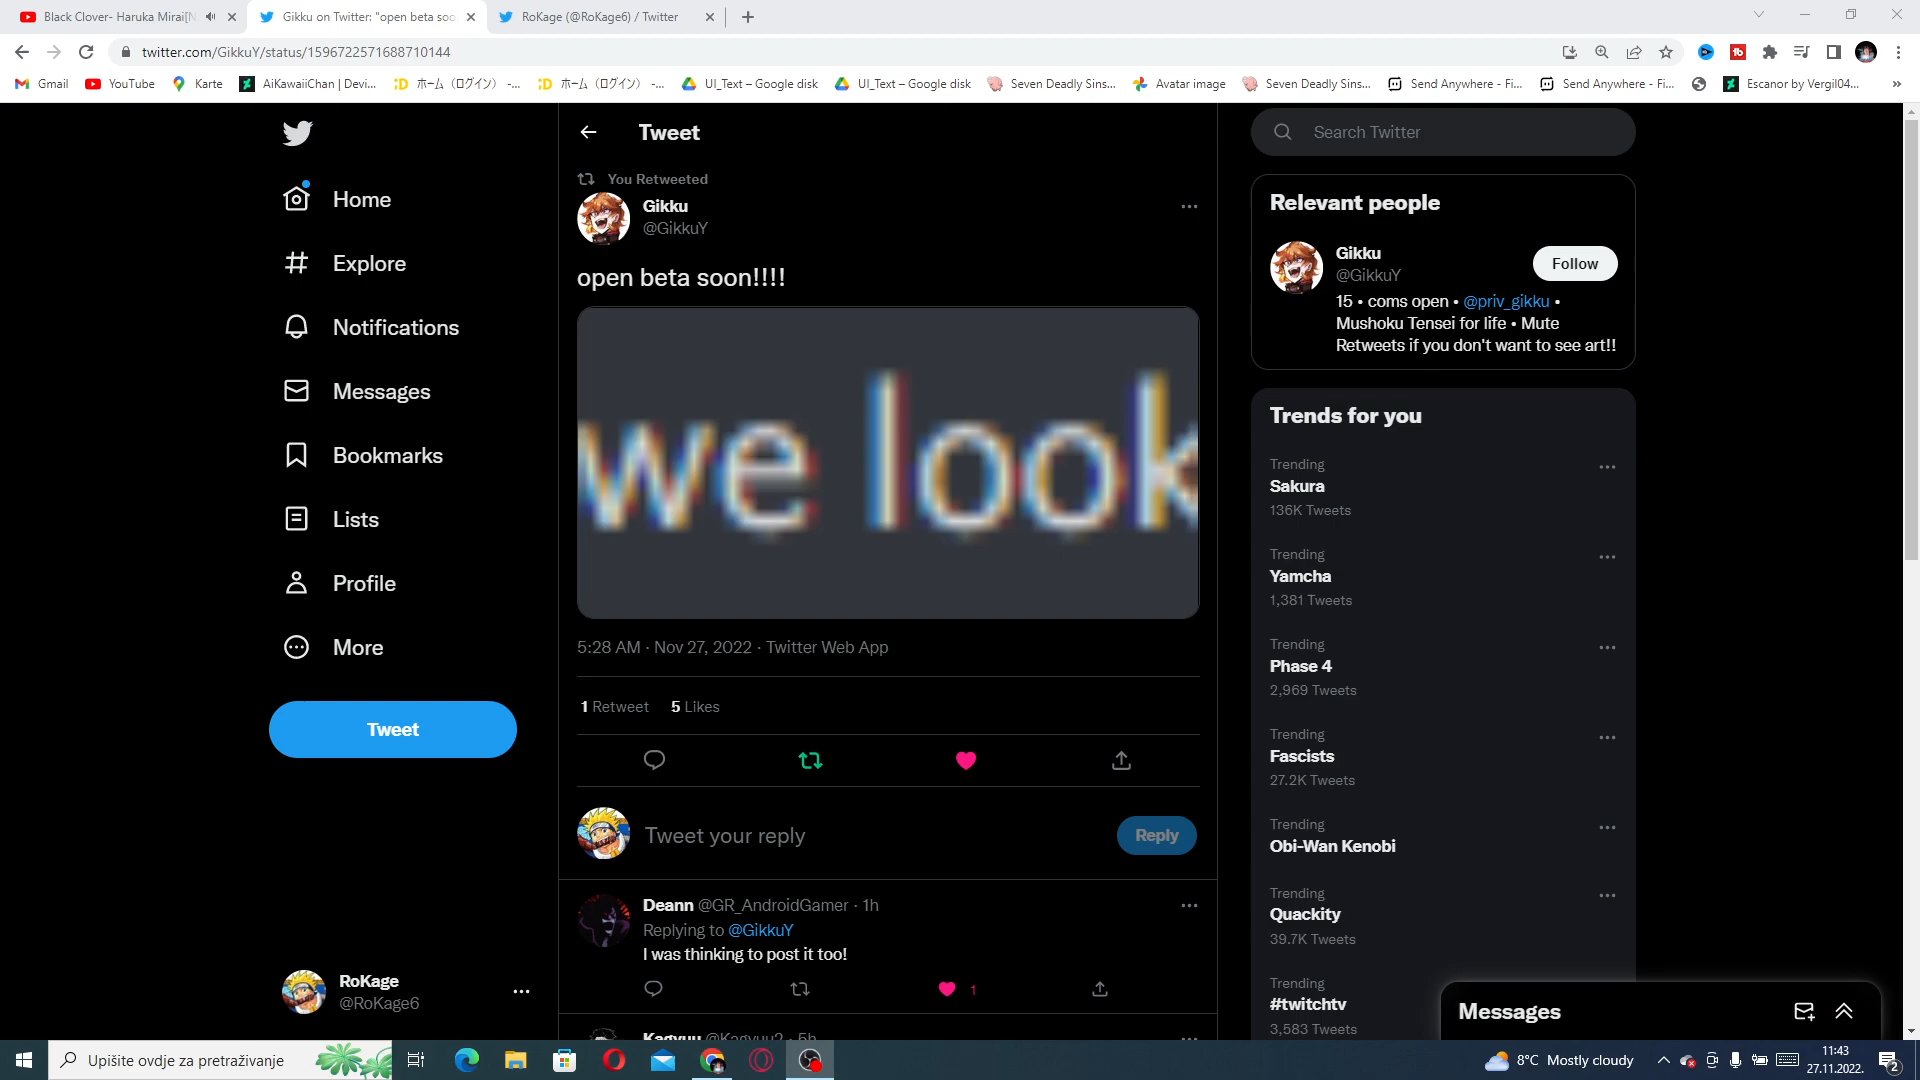 Black Clover- Haruka Mirai[N
Gikku on Twitter: "open beta soo
RoKage (@RoKage6) / Twitter
twitter.com/GikkuY/status/1596722571688710144
Gmail
YouTube
Karte
AiKawaiiChan | Devi...
ホーム（ログイン） -...
ホーム（ログイン） -...
UI_Text – Google disk
UI_Text – Google disk
Seven Deadly Sins...
Avatar image
Seven Deadly Sins...
Send Anywhere - Fi...
Send Anywhere - Fi...
Escanor by Vergil04...
Home
Explore
Notifications
Messages
Bookmarks
Lists
Profile
More
Tweet
RoKage
@RoKage6
Tweet
You Retweeted
Gikku
@GikkuY
open beta soon!!!!
we look
5:28 AM · Nov 27, 2022 · Twitter Web App
1 Retweet 5 Likes
Tweet your reply
Reply
Deann @GR_AndroidGamer · 1h
Replying to @GikkuY
I was thinking to post it too!
1
Kagyuu @Kagyuu2 · 5h
Search Twitter
Relevant people
Gikku
@GikkuY
Follow
15 • coms open • @priv_gikku •
Mushoku Tensei for life • Mute
Retweets if you don't want to see art!!
Trends for you
Trending
Sakura
136K Tweets
Trending
Yamcha
1,381 Tweets
Trending
Phase 4
2,969 Tweets
Trending
Fascists
27.2K Tweets
Trending
Obi-Wan Kenobi
Trending
Quackity
39.7K Tweets
Trending
#twitchtv
3,583 Tweets
Messages
Upišite ovdje za pretraživanje
8°C Mostly cloudy
11:43
27.11.2022.
2